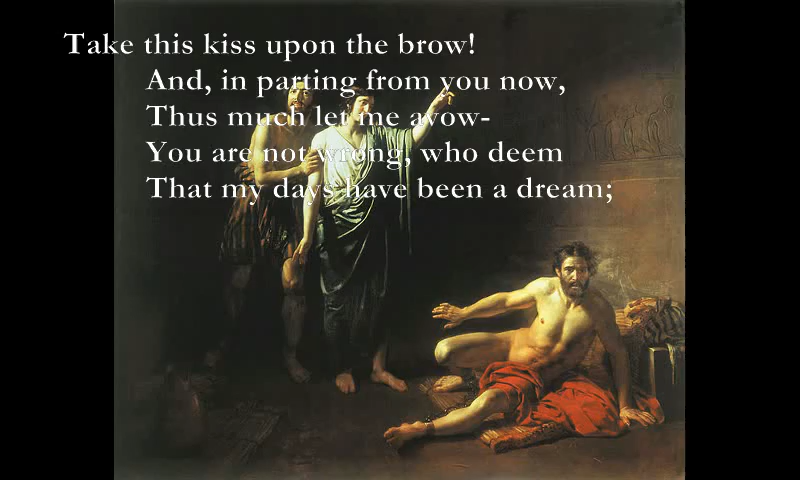 Take this kiss upon the brow!
And, in parting from you now,
Thus much let me avow-
You are not wrong, who deem
That my days have been a dream;